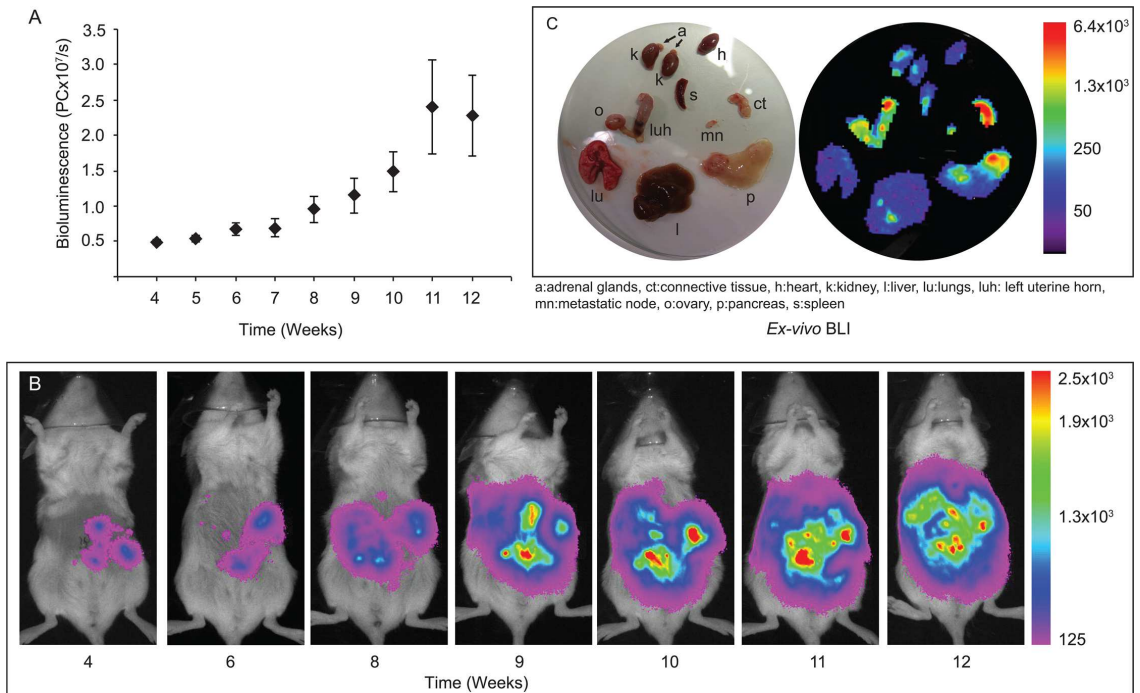 A
3.5
3.0
2.5
2.0
1.5
1.0
0.5
Bioluminescence (PCx10⁷/s)
4 5 6 7 8 9 10 11 12
Time (Weeks)
C
a
k
k
h
s
ct
o
luh
mn
lu
l
p
6.4x10³
1.3x10³
250
50
a:adrenal glands, ct:connective tissue, h:heart, k:kidney, l:liver, lu:lungs, luh: left uterine horn,
mn:metastatic node, o:ovary, p:pancreas, s:spleen
Ex-vivo BLI
B
2.5x10³
1.9x10³
1.3x10³
125
4 6 8 9 10 11 12
Time (Weeks)